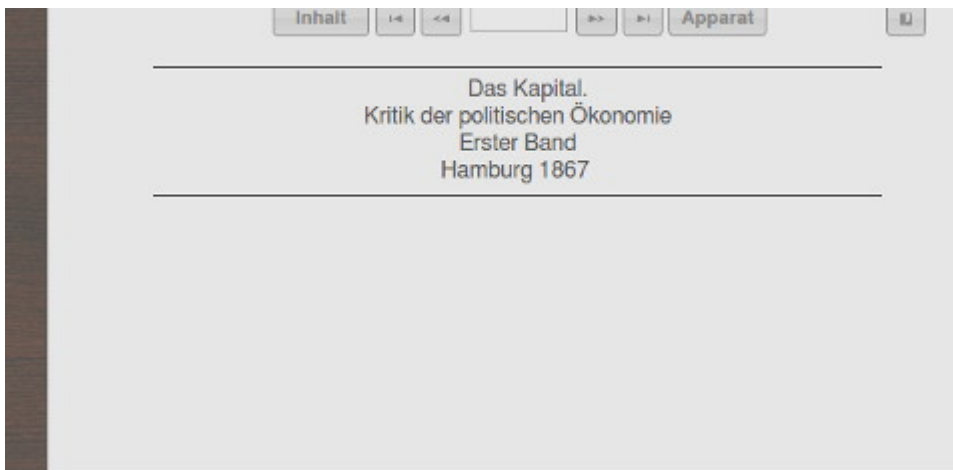 Inhalt Apparat
Das Kapital.
Kritik der politischen Ökonomie
Erster Band
Hamburg 1867